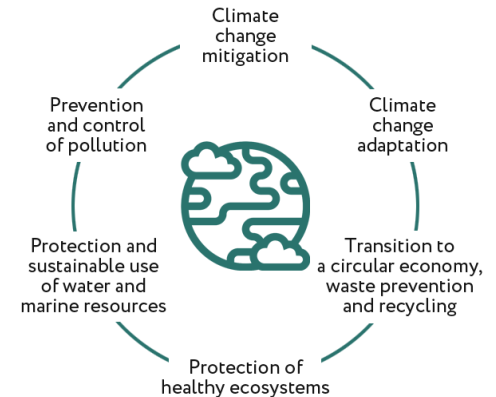 Climate
change
mitigation
Climate
change
adaptation
Transition to
a circular economy,
waste prevention
and recycling
Protection of
healthy ecosystems
Protection and
sustainable use
of water and
marine resources
Prevention
and control
of pollution